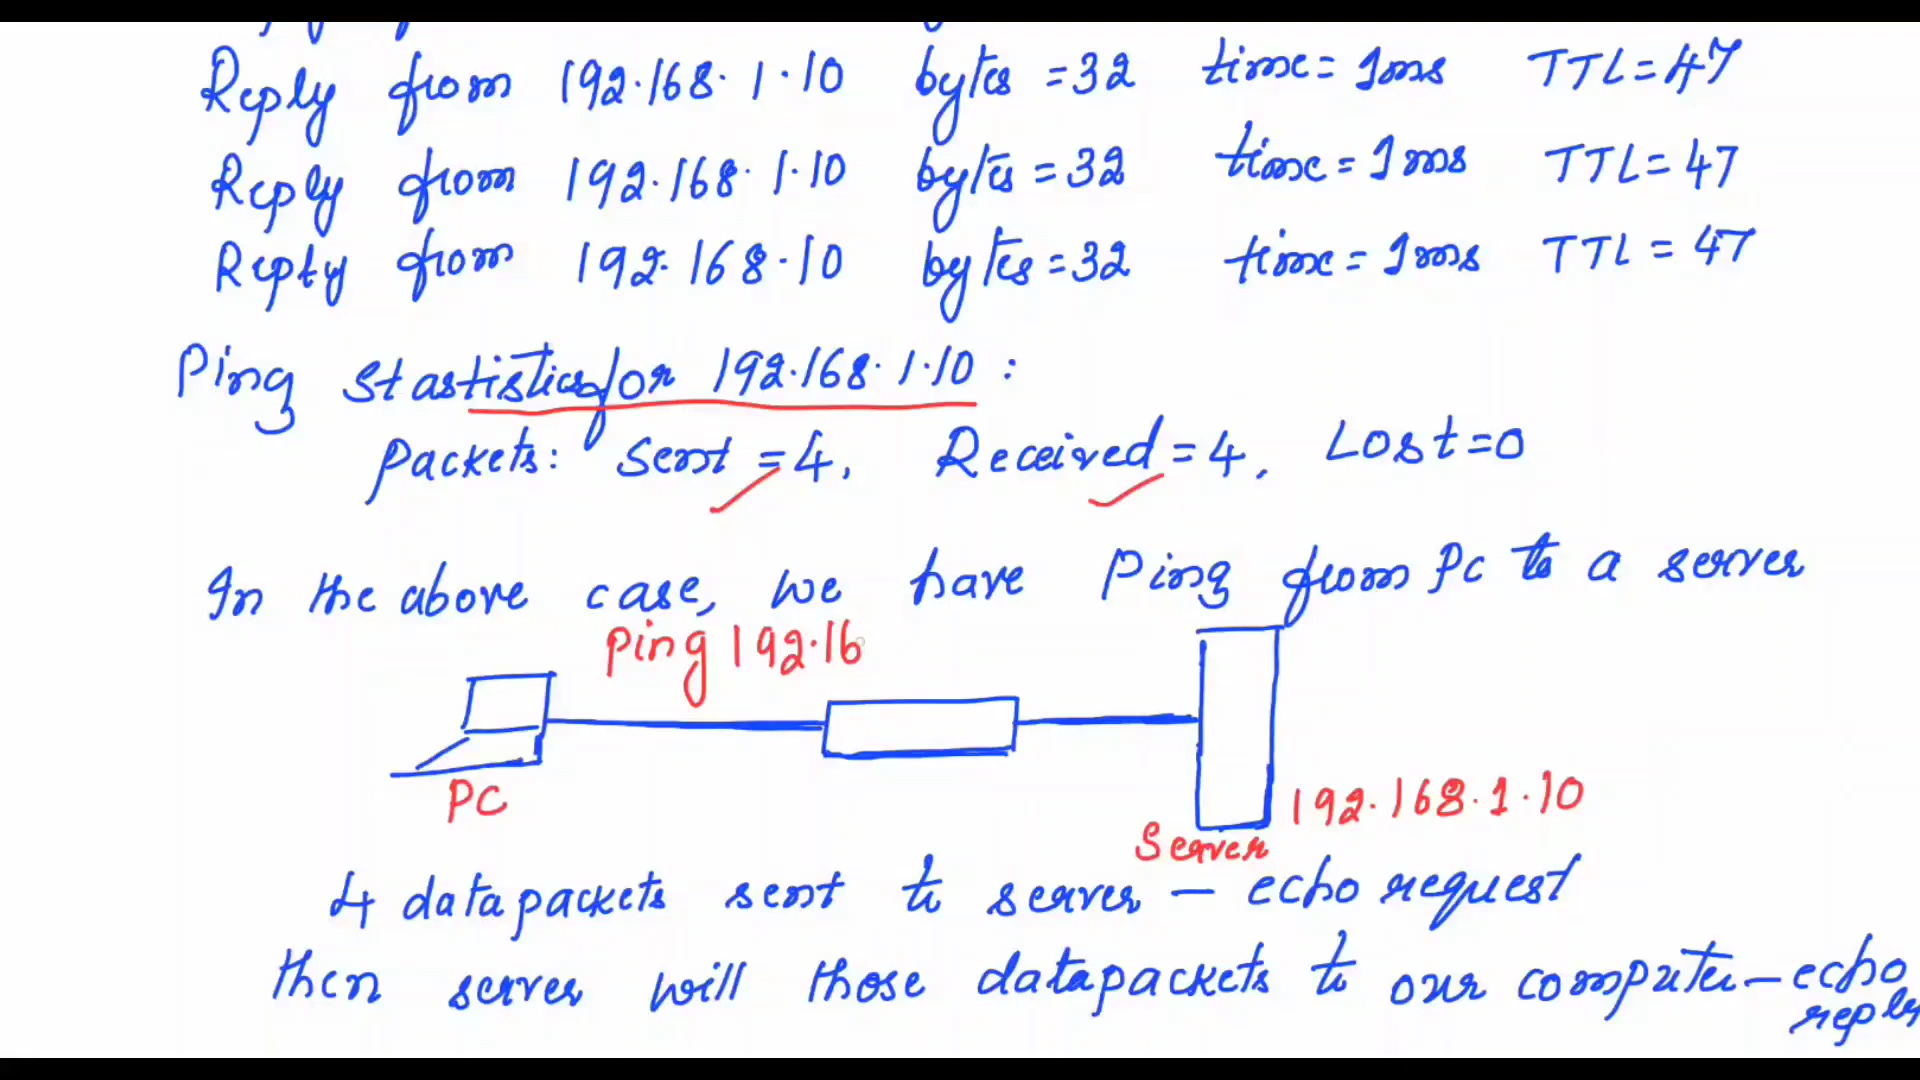 Reply from 192.168.1.10 bytes=32 time=1ms TTL=47
Reply from 192.168.1.10 bytes=32 time=1ms TTL=47
Reply from 192.168.10 bytes=32 time=1ms TTL=47
Ping Stastistics for 192.168.1.10:
Packets: Sent=4, Received=4, Lost=0
In the above case, we have Ping from PC to a server
Ping 192.16
PC
192.168.1.10
Server
4 datapackets sent to server - echo request
then server will those datapackets to our computer - echo
reply